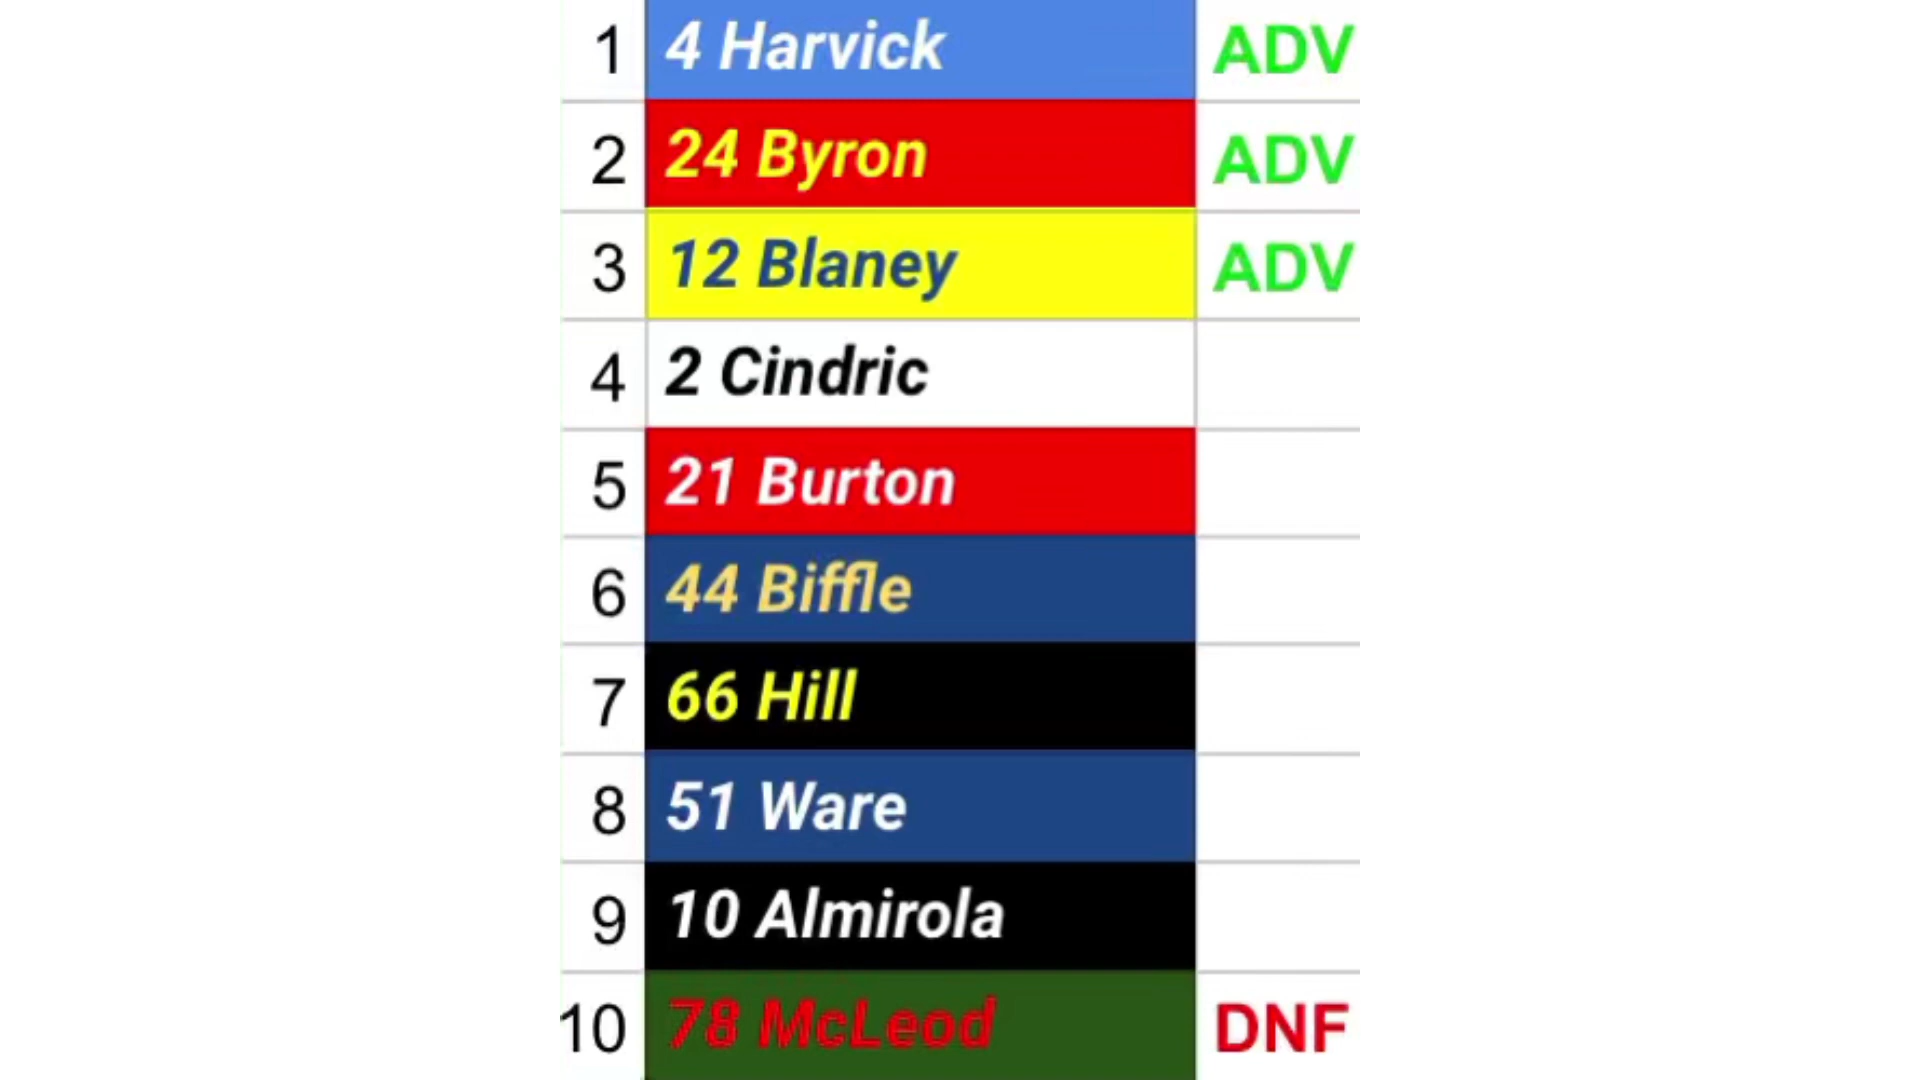 1 4 Harvick ADV
2 24 Byron ADV
3 12 Blaney ADV
4 2 Cindric
5 21 Burton
6 44 Biffle
7 66 Hill
8 51 Ware
9 10 Almirola
10 78 McLeod DNF